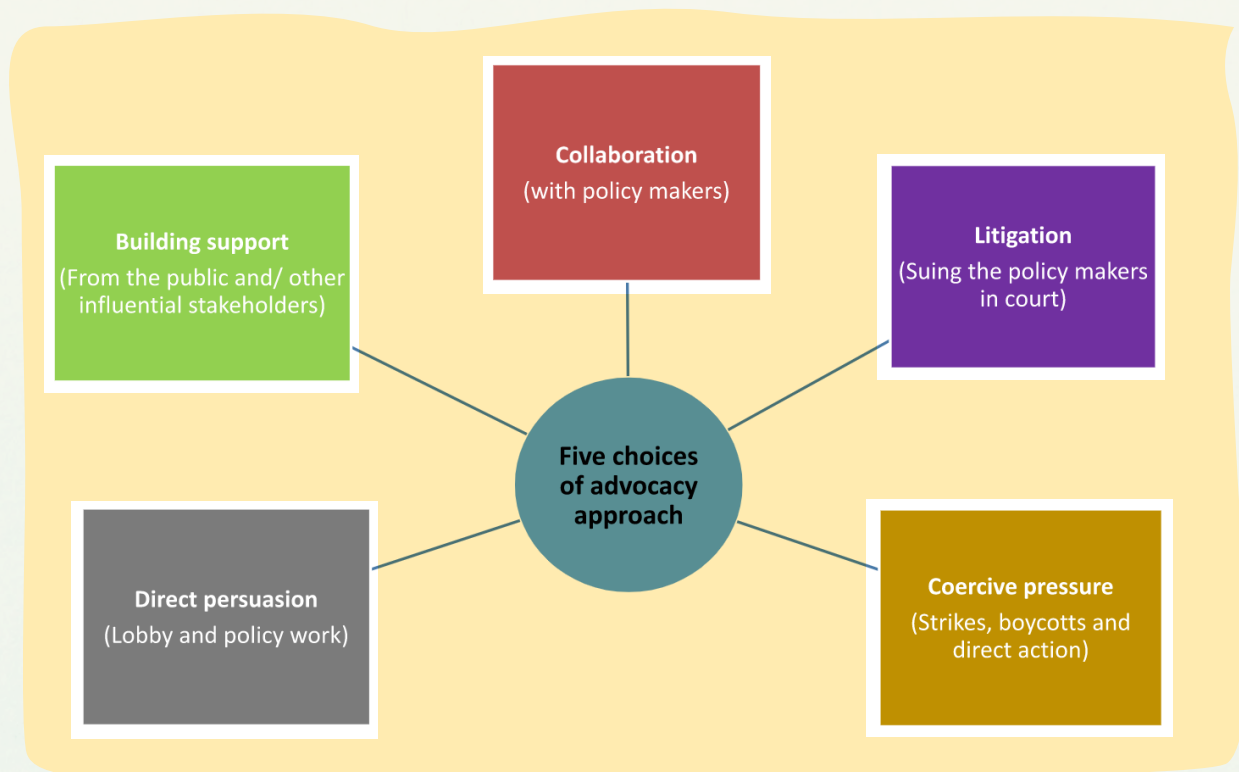 Collaboration
(with policy makers)
Building support
(From the public and/ other
influential stakeholders)
Litigation
(Suing the policy makers
in court)
Five choices
of advocacy
approach
Direct persuasion
(Lobby and policy work)
Coercive pressure
(Strikes, boycotts and
direct action)